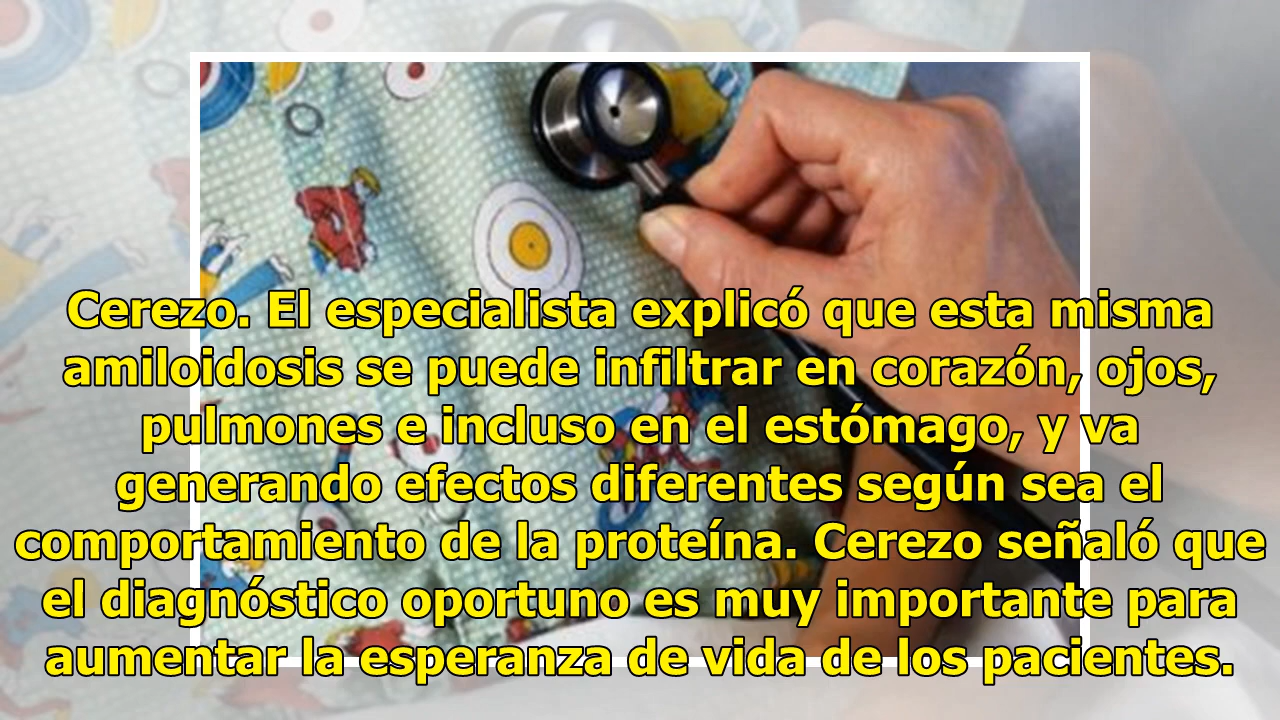 Cerezo. El especialista explicó que esta misma
amiloidosis se puede infiltrar en corazón, ojos,
pulmones e incluso en el estómago, y va
generando efectos diferentes según sea el
comportamiento de la proteína. Cerezo señaló que
el diagnóstico oportuno es muy importante para
aumentar la esperanza de vida de los pacientes.